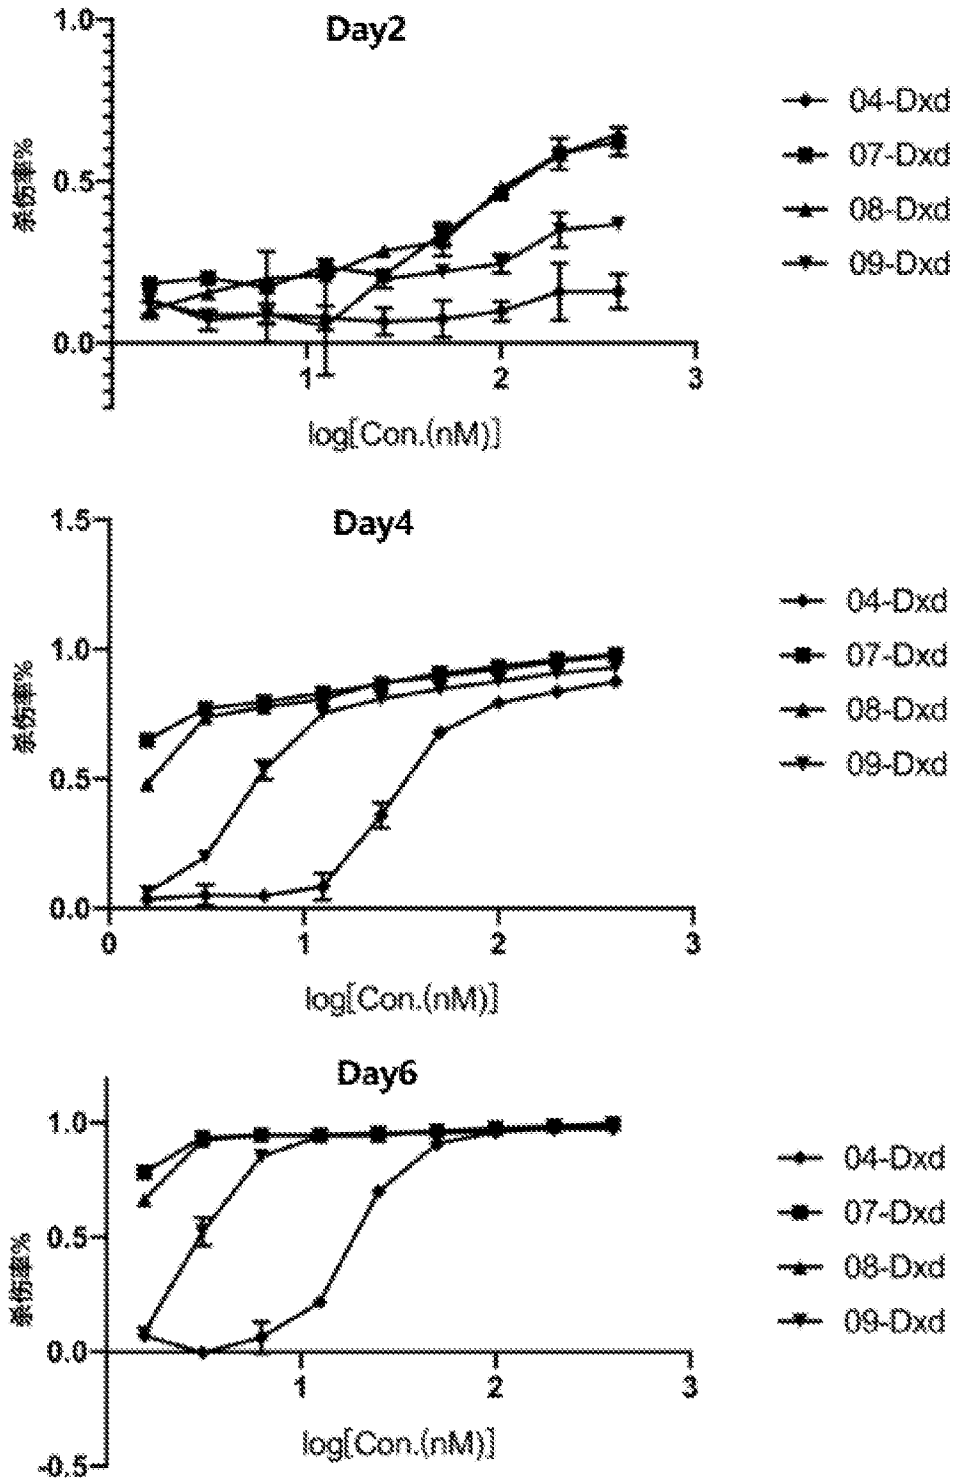 Day2
1.0
0.5
0.0
杀伤率%
1 2 3
log[Con.(nM)]
04-Dxd
07-Dxd
08-Dxd
09-Dxd
Day4
1.5
1.0
0.5
0.0
杀伤率%
0 1 2 3
log[Con.(nM)]
04-Dxd
07-Dxd
08-Dxd
09-Dxd
Day6
1.0
0.5
0.0
-0.5
杀伤率%
1 2 3
log[Con.(nM)]
04-Dxd
07-Dxd
08-Dxd
09-Dxd